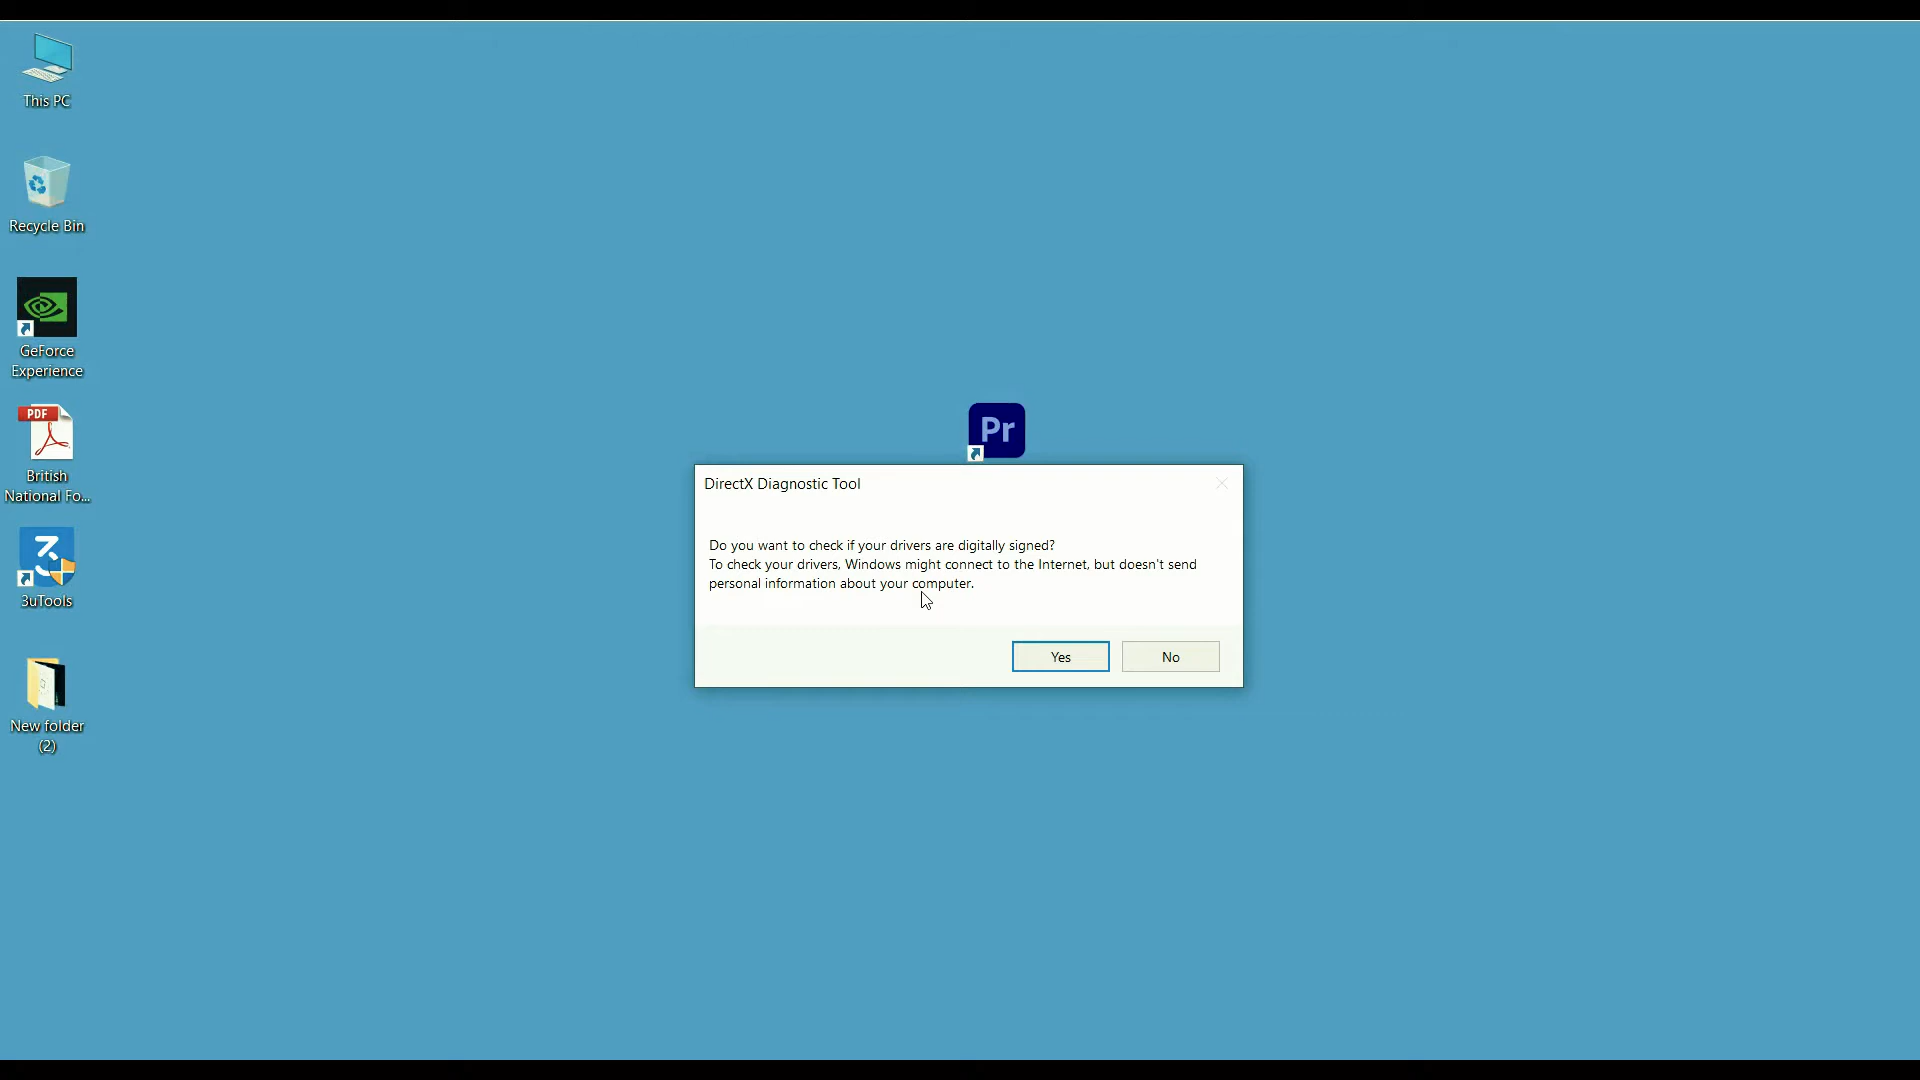 This PC
Recycle Bin
GeForce
Experience
PDF
British
National Fo...
3uTools
New folder
(2)
Pr
DirectX Diagnostic Tool
Do you want to check if your drivers are digitally signed?
To check your drivers, Windows might connect to the Internet, but doesn't send
personal information about your computer.
Yes
No